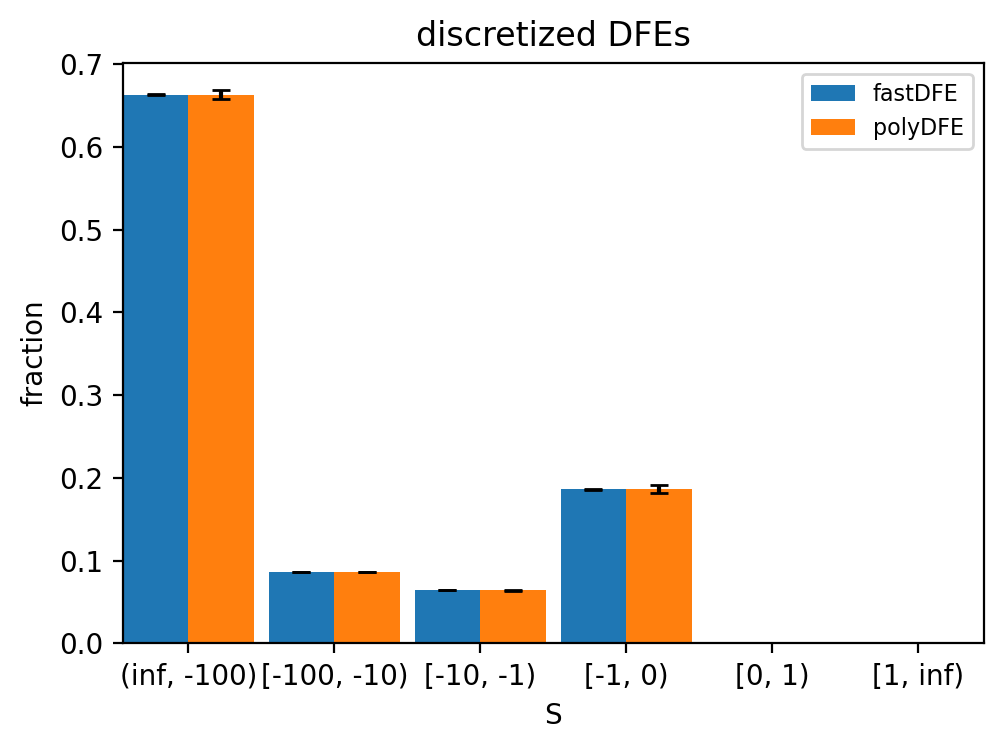 discretized DFEs
0.7
0.6
0.5
0.4
0.3
0.2
0.1
0.0
fraction
fastDFE
polyDFE
(inf, -100) [-100, -10) [-10, -1) [-1, 0) [0, 1) [1, inf)
S